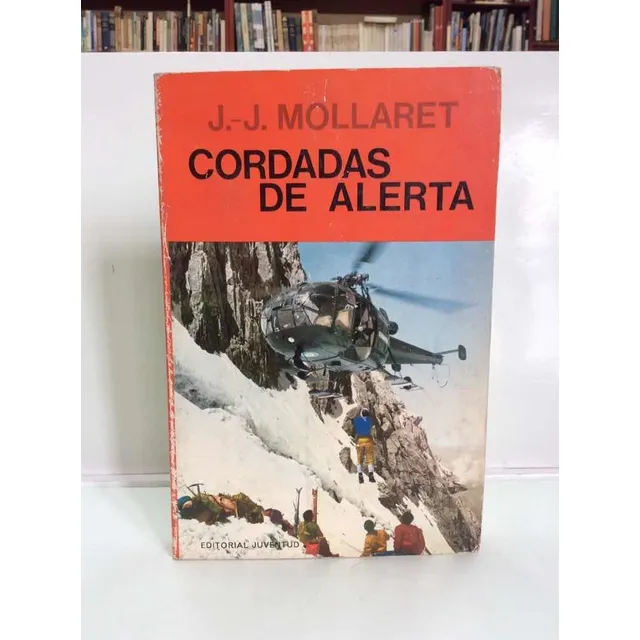 J.-J. MOLLARET
CORDADAS
DE ALERTA
EDITORIAL JUVENTUD